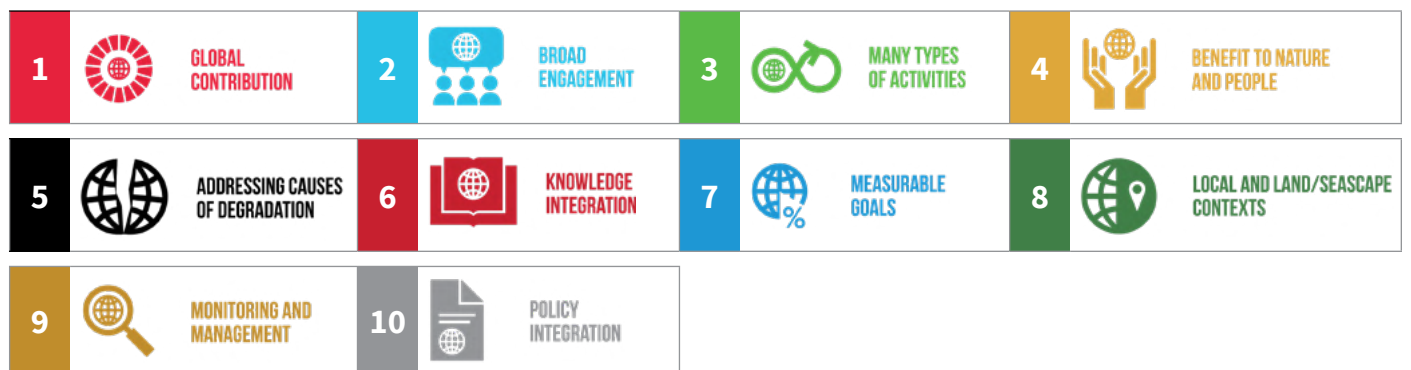 1
GLOBAL
CONTRIBUTION
2
BROAD
ENGAGEMENT
3
MANY TYPES
OF ACTIVITIES
4
BENEFIT TO NATURE
AND PEOPLE
5
ADDRESSING CAUSES
OF DEGRADATION
6
KNOWLEDGE
INTEGRATION
7
%
MEASURABLE
GOALS
8
LOCAL AND LAND/SEASCAPE
CONTEXTS
9
MONITORING AND
MANAGEMENT
10
POLICY
INTEGRATION